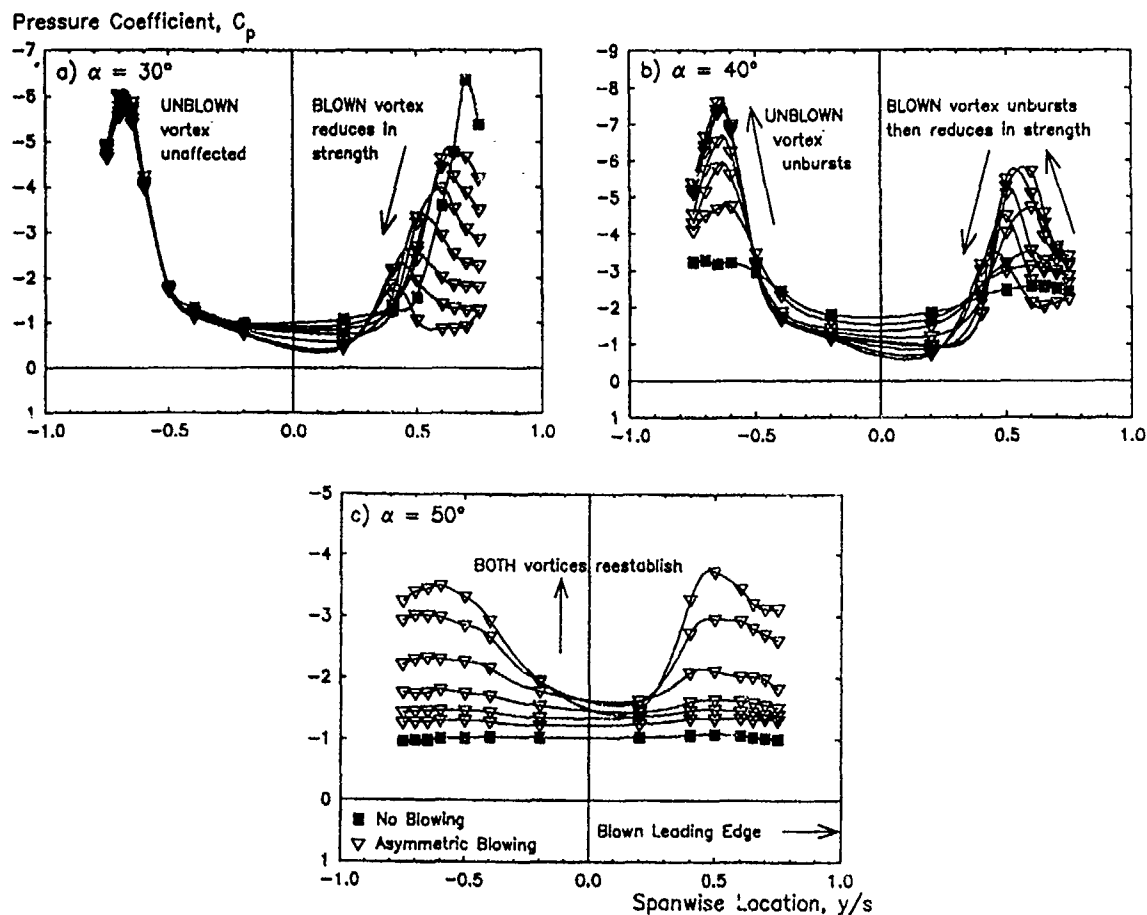 Pressure Coefficient, Cp
-7
-6
-5
-4
-3
-2
-1
0
1
a) α = 30°
UNBLOWN
vortex
unaffected
BLOWN vortex
reduces in
strength
-1.0
-0.5
0.0
0.5
1.0
-9
-8
-7
-6
-5
-4
-3
-2
-1
0
1
b) α = 40°
UNBLOWN
vortex
unbursts
BLOWN vortex unbursts
then reduces in strength
-1.0
-0.5
0.0
0.5
1.0
-5
-4
-3
-2
-1
0
1
c) α = 50°
BOTH vortices reestablish
No Blowing
Asymmetric Blowing
Blown Leading Edge
-1.0
-0.5
0.0
0.5
1.0
Spanwise Location, y/s